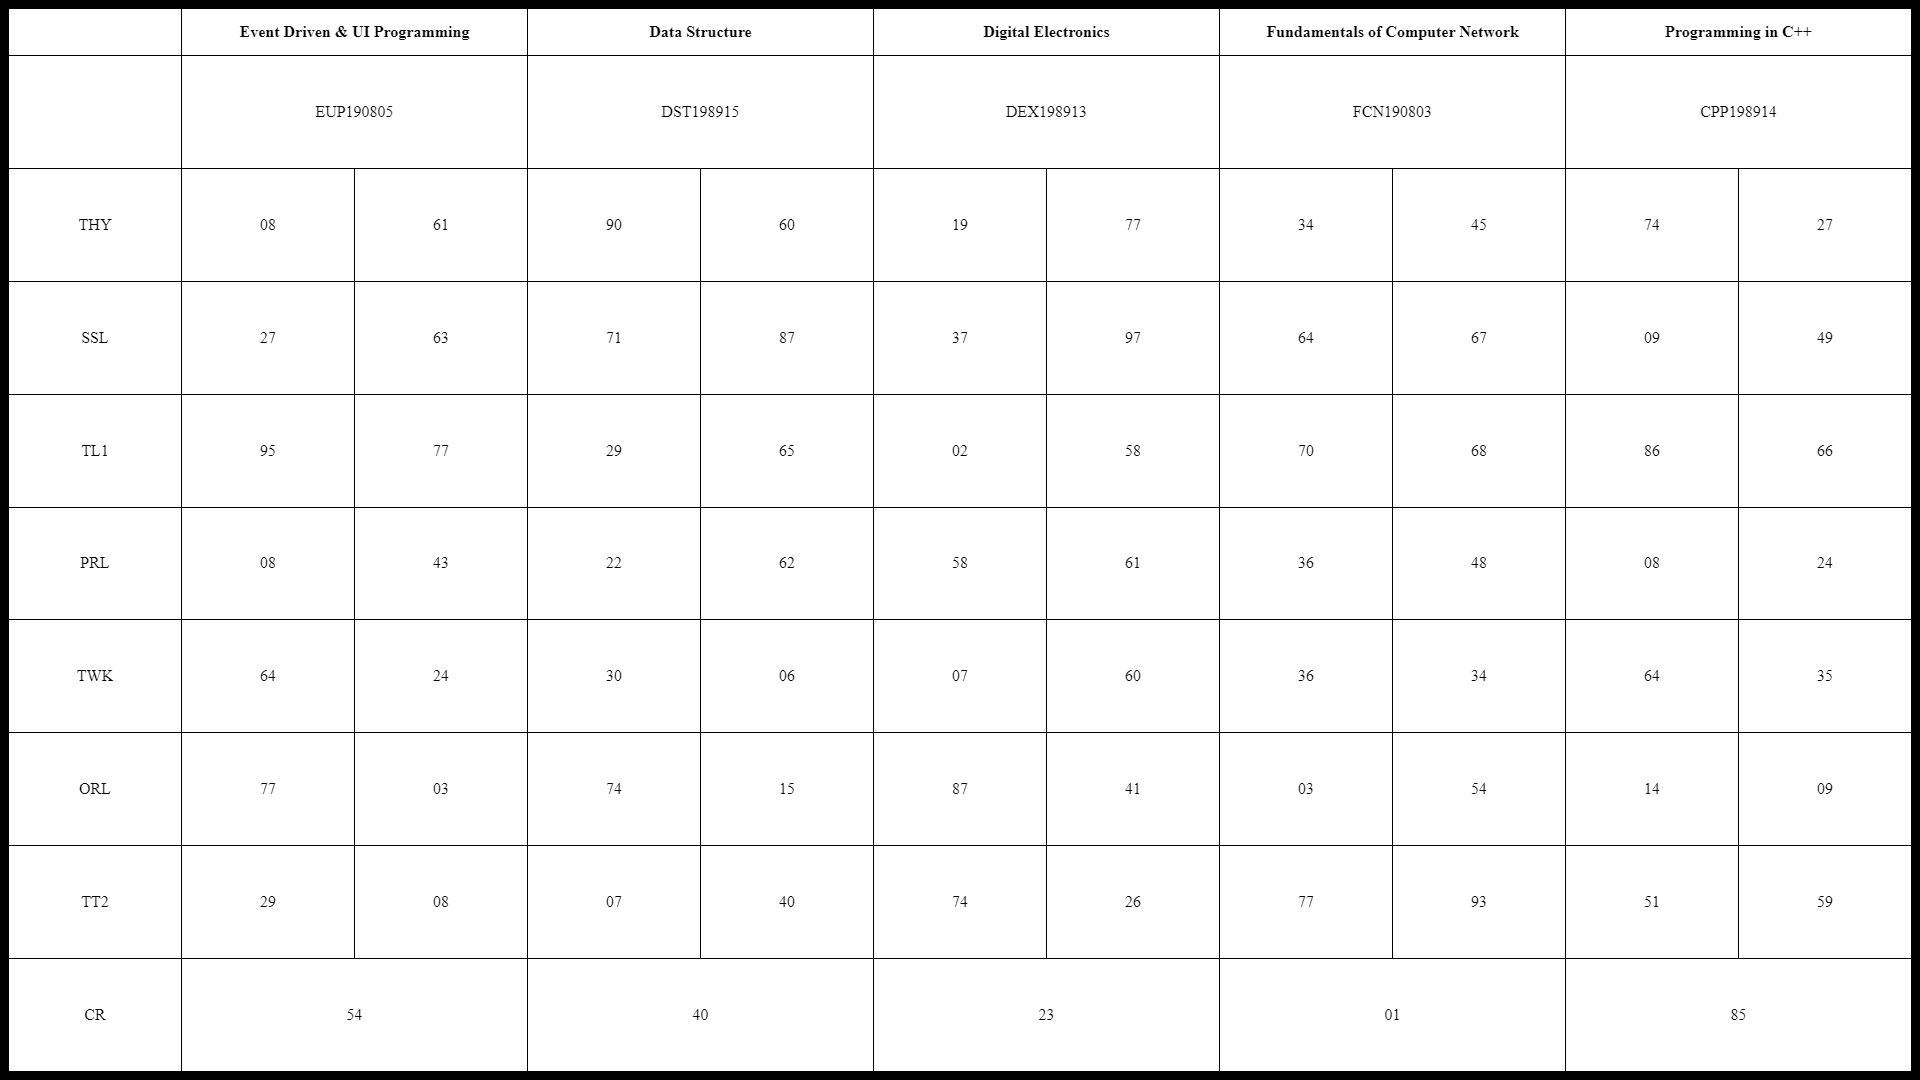 Event Driven & UI Programming Data Structure Digital Electronics Fundamentals of Computer Network Programming in C++
EUP190805 DST198915 DEX198913 FCN190803 CPP198914
THY 08 61 90 60 19 77 34 45 74 27
SSL 27 63 71 87 37 97 64 67 09 49
TL1 95 77 29 65 02 58 70 68 86 66
PRL 08 43 22 62 58 61 36 48 08 24
TWK 64 24 30 06 07 60 36 34 64 35
ORL 77 03 74 15 87 41 03 54 14 09
TT2 29 08 07 40 74 26 77 93 51 59
CR 54 40 23 01 85